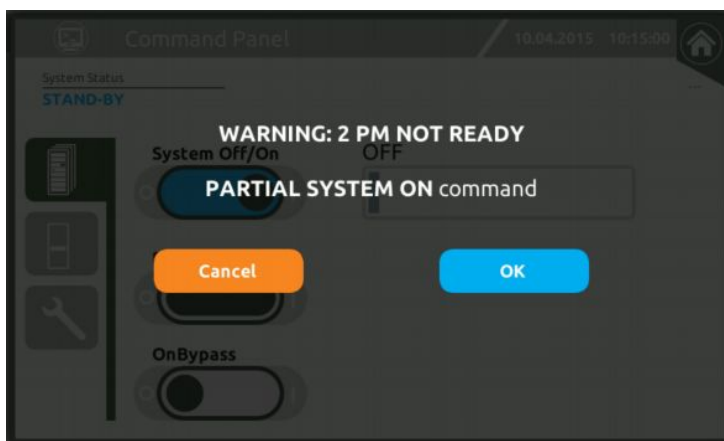 Command Panel
10.04.2015 10:15:00
System Status
STAND-BY
...
WARNING: 2 PM NOT READY
System Off/On
OFF
PARTIAL SYSTEM ON command
Cancel
OK
OnBypass